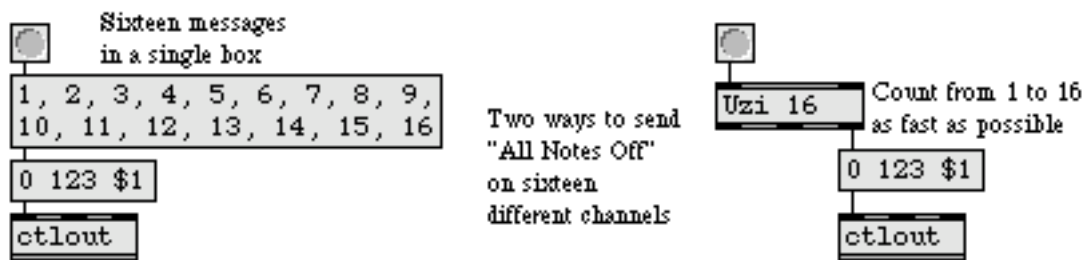 Sixteen messages
in a single box
1, 2, 3, 4, 5, 6, 7, 8, 9,
10, 11, 12, 13, 14, 15, 16
0 123 $1
ctlout
Two ways to send
"All Notes Off"
on sixteen
different channels
Uzi 16
Count from 1 to 16
as fast as possible
0 123 $1
ctlout